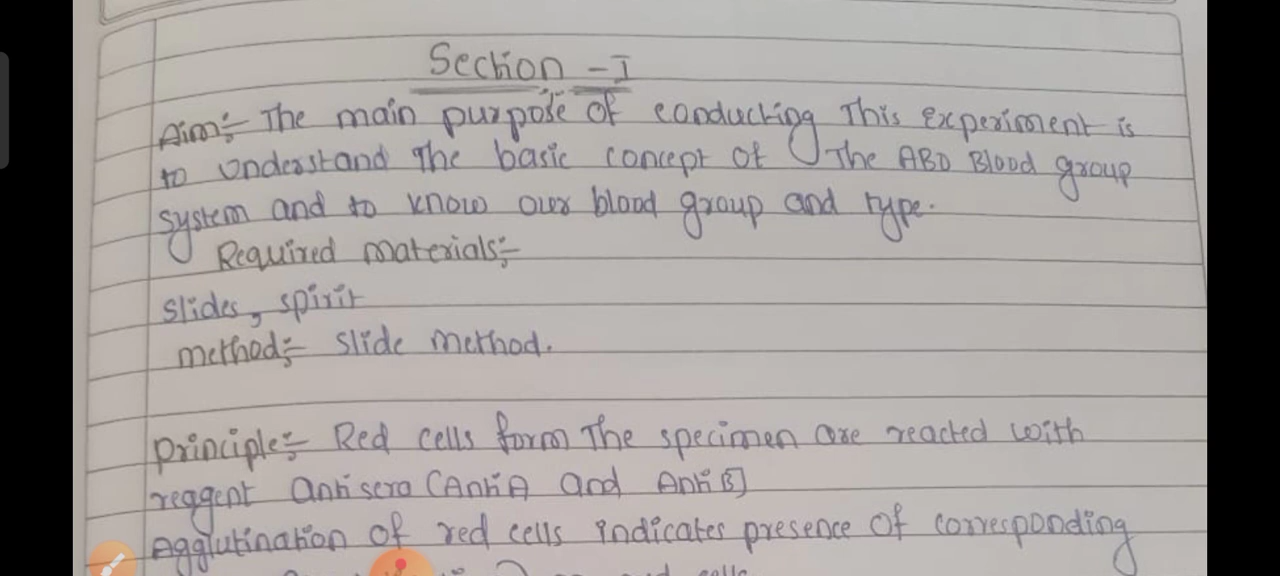 Section - I
Aim:- The main purpose of conducting This experiment is
to understand The basic concept of The ABO Blood group
system and to know our blood group and type.
Required materials:-
slides, spirit
method:- slide method.
principle:- Red cells form The specimen are reacted with
reggent antisera (Anti A and Anti B)
Agglutination of red cells indicates presence of corresponding
cells